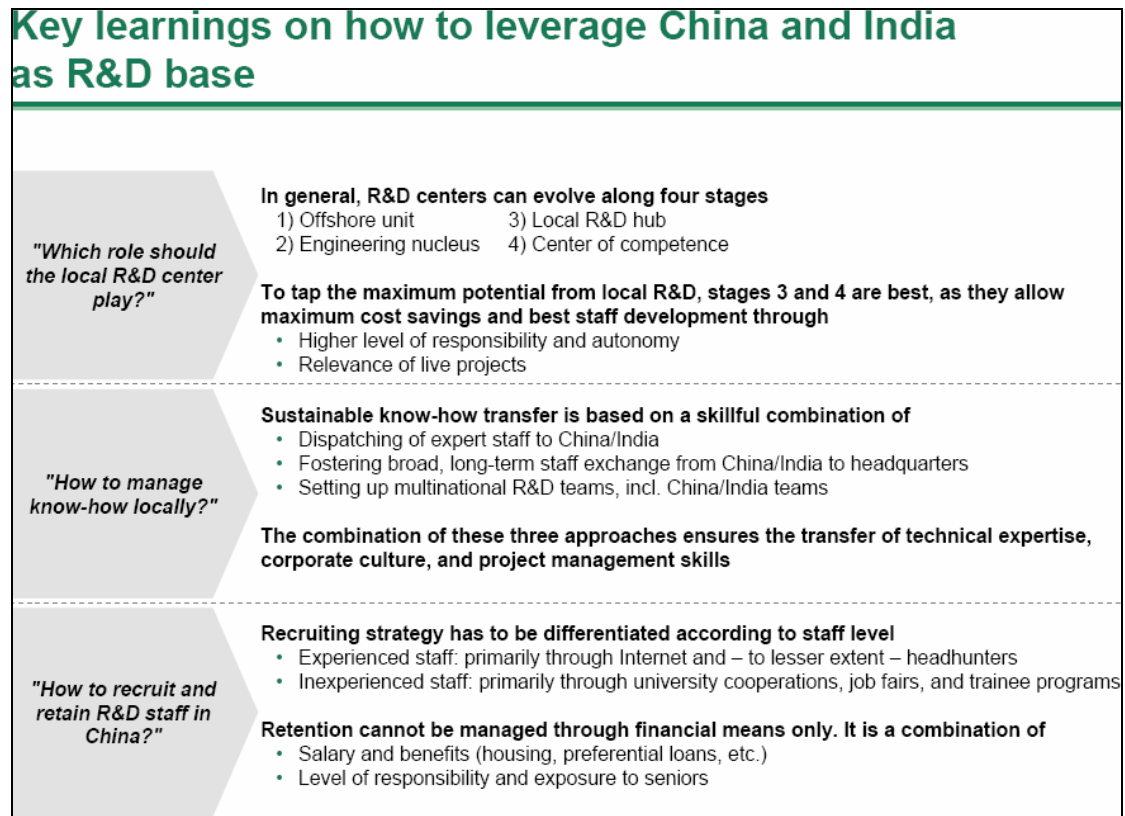 Key learnings on how to leverage China and India
as R&D base
"Which role should
the local R&D center
play?"
In general, R&D centers can evolve along four stages
1) Offshore unit 3) Local R&D hub
2) Engineering nucleus 4) Center of competence
To tap the maximum potential from local R&D, stages 3 and 4 are best, as they allow
maximum cost savings and best staff development through
• Higher level of responsibility and autonomy
• Relevance of live projects
"How to manage
know-how locally?"
Sustainable know-how transfer is based on a skillful combination of
• Dispatching of expert staff to China/India
• Fostering broad, long-term staff exchange from China/India to headquarters
• Setting up multinational R&D teams, incl. China/India teams
The combination of these three approaches ensures the transfer of technical expertise,
corporate culture, and project management skills
"How to recruit and
retain R&D staff in
China?"
Recruiting strategy has to be differentiated according to staff level
• Experienced staff: primarily through Internet and – to lesser extent – headhunters
• Inexperienced staff: primarily through university cooperations, job fairs, and trainee programs
Retention cannot be managed through financial means only. It is a combination of
• Salary and benefits (housing, preferential loans, etc.)
• Level of responsibility and exposure to seniors